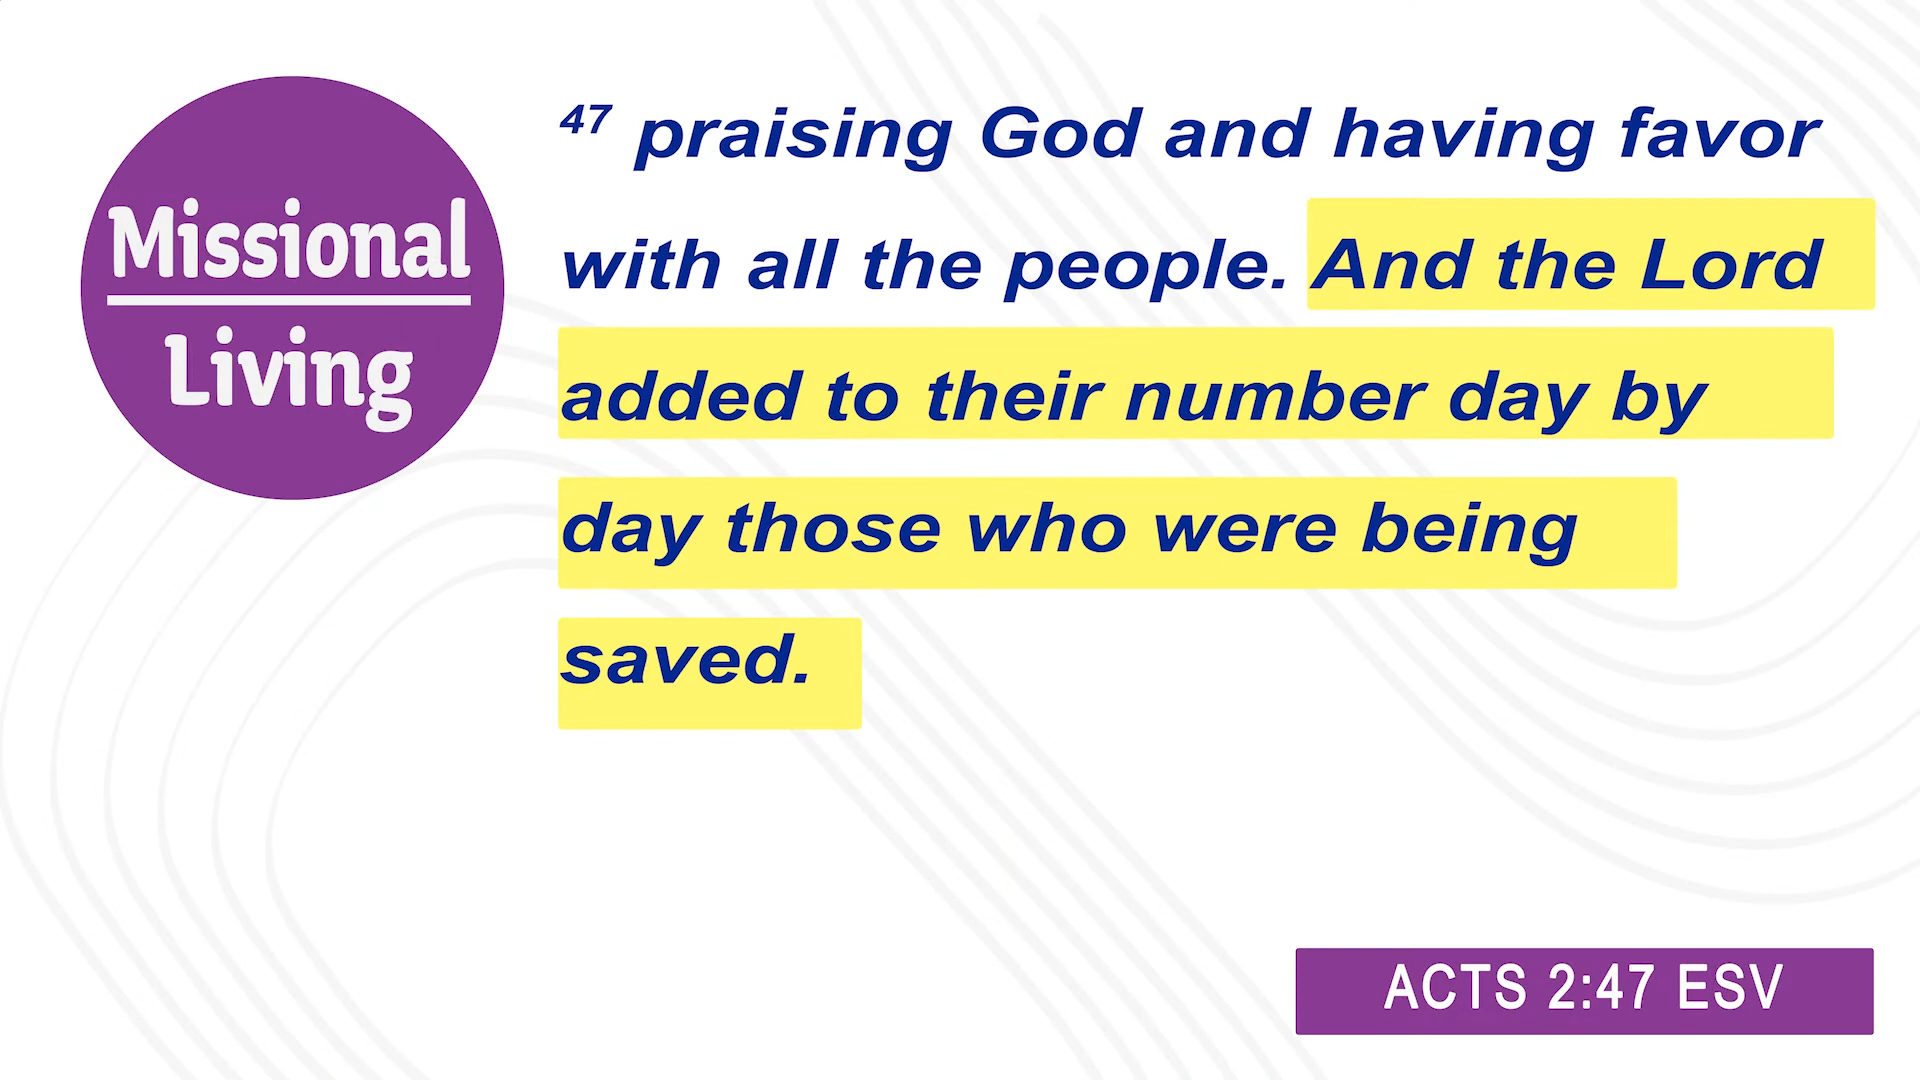 Missional
Living
47 praising God and having favor
with all the people. And the Lord
added to their number day by
day those who were being
saved.
ACTS 2:47 ESV